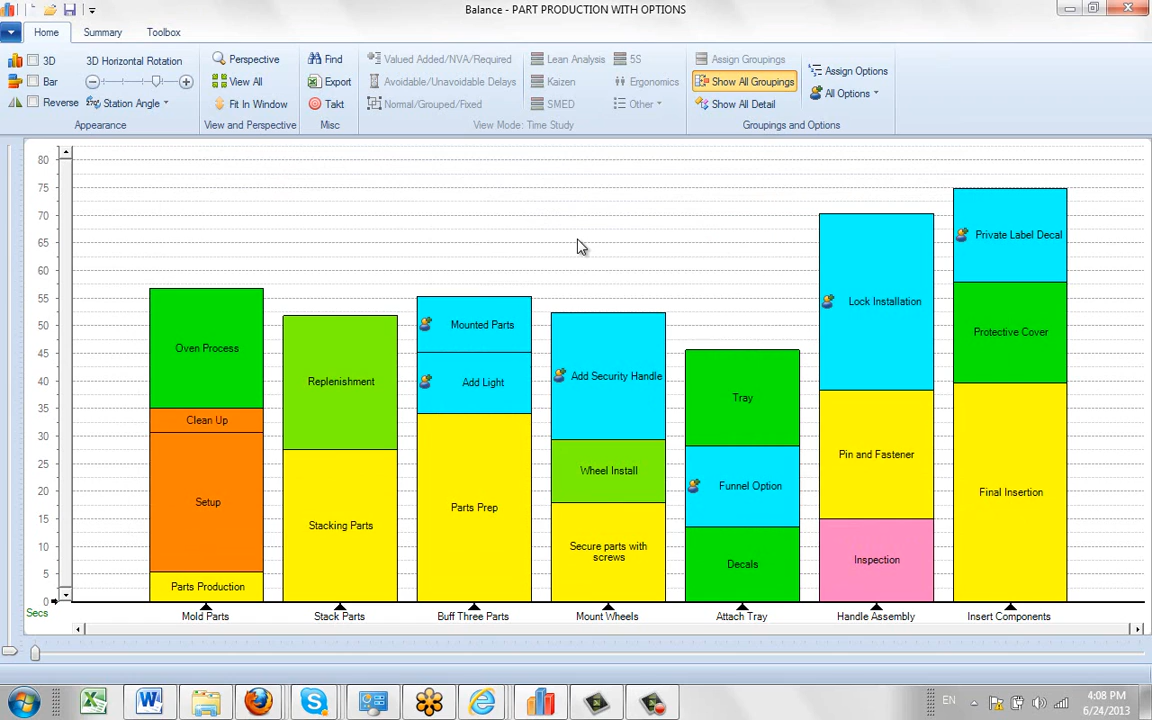 Balance - PART PRODUCTION WITH OPTIONS
Home Summary Toolbox
3D 3D Horizontal Rotation Perspective Find Valued Added/NVA/Required Lean Analysis 5S Assign Groupings Assign Options
Bar View All Export Avoidable/Unavoidable Delays Kaizen Ergonomics Show All Groupings All Options
Reverse Station Angle Fit In Window Takt Normal/Grouped/Fixed SMED Other Show All Detail
Appearance View and Perspective Misc View Mode: Time Study Groupings and Options
80
75
70
65
60
55
50
45
40
35
30
25
20
15
10
5
0
Secs
Oven Process
Clean Up
Setup
Parts Production
Replenishment
Stacking Parts
Mounted Parts
Add Light
Parts Prep
Add Security Handle
Wheel Install
Secure parts with
screws
Tray
Funnel Option
Decals
Lock Installation
Pin and Fastener
Inspection
Private Label Decal
Protective Cover
Final Insertion
Mold Parts Stack Parts Buff Three Parts Mount Wheels Attach Tray Handle Assembly Insert Components
EN
4:08 PM
6/24/2013